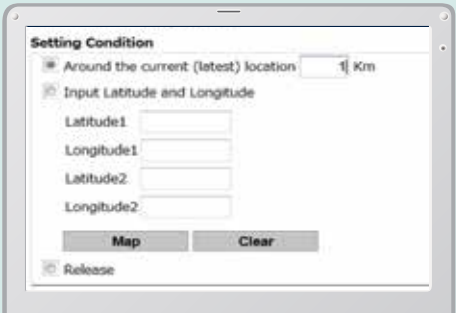 Setting Condition
Around the current (latest) location 1 Km
Input Latitude and Longitude
Latitude1
Longitude1
Latitude2
Longitude2
Map Clear
Release